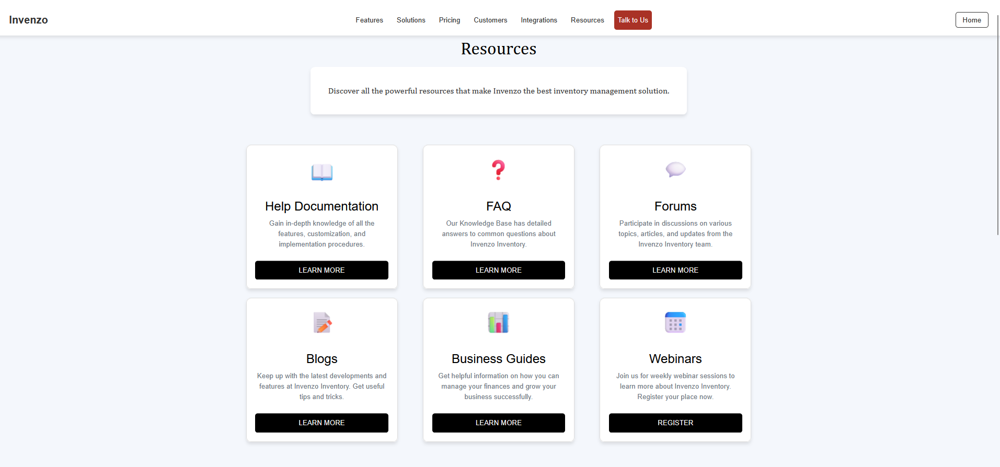 Invenzo
Features Solutions Pricing Customers Integrations Resources Talk to Us
Home
Resources
Discover all the powerful resources that make Invenzo the best inventory management solution.
Help Documentation
Gain in-depth knowledge of all the
features, customization, and
implementation procedures.
LEARN MORE
FAQ
Our Knowledge Base has detailed
answers to common questions about
Invenzo Inventory.
LEARN MORE
Forums
Participate in discussions on various
topics, articles, and updates from the
Invenzo Inventory team.
LEARN MORE
Blogs
Keep up with the latest developments and
features at Invenzo Inventory. Get useful
tips and tricks.
LEARN MORE
Business Guides
Get helpful information on how you can
manage your finances and grow your
business successfully.
LEARN MORE
Webinars
Join us for weekly webinar sessions to
learn more about Invenzo Inventory.
Register your place now.
REGISTER